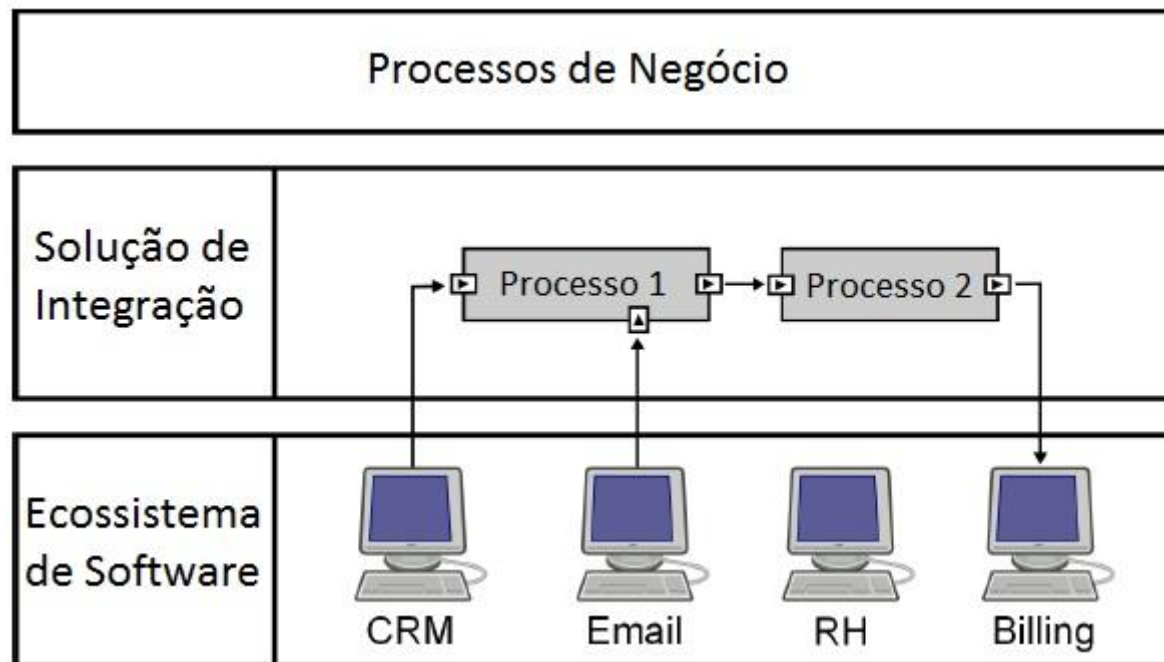 Processos de Negócio
Solução de
Integração
Processo 1
Processo 2
Ecossistema
de Software
CRM
Email
RH
Billing